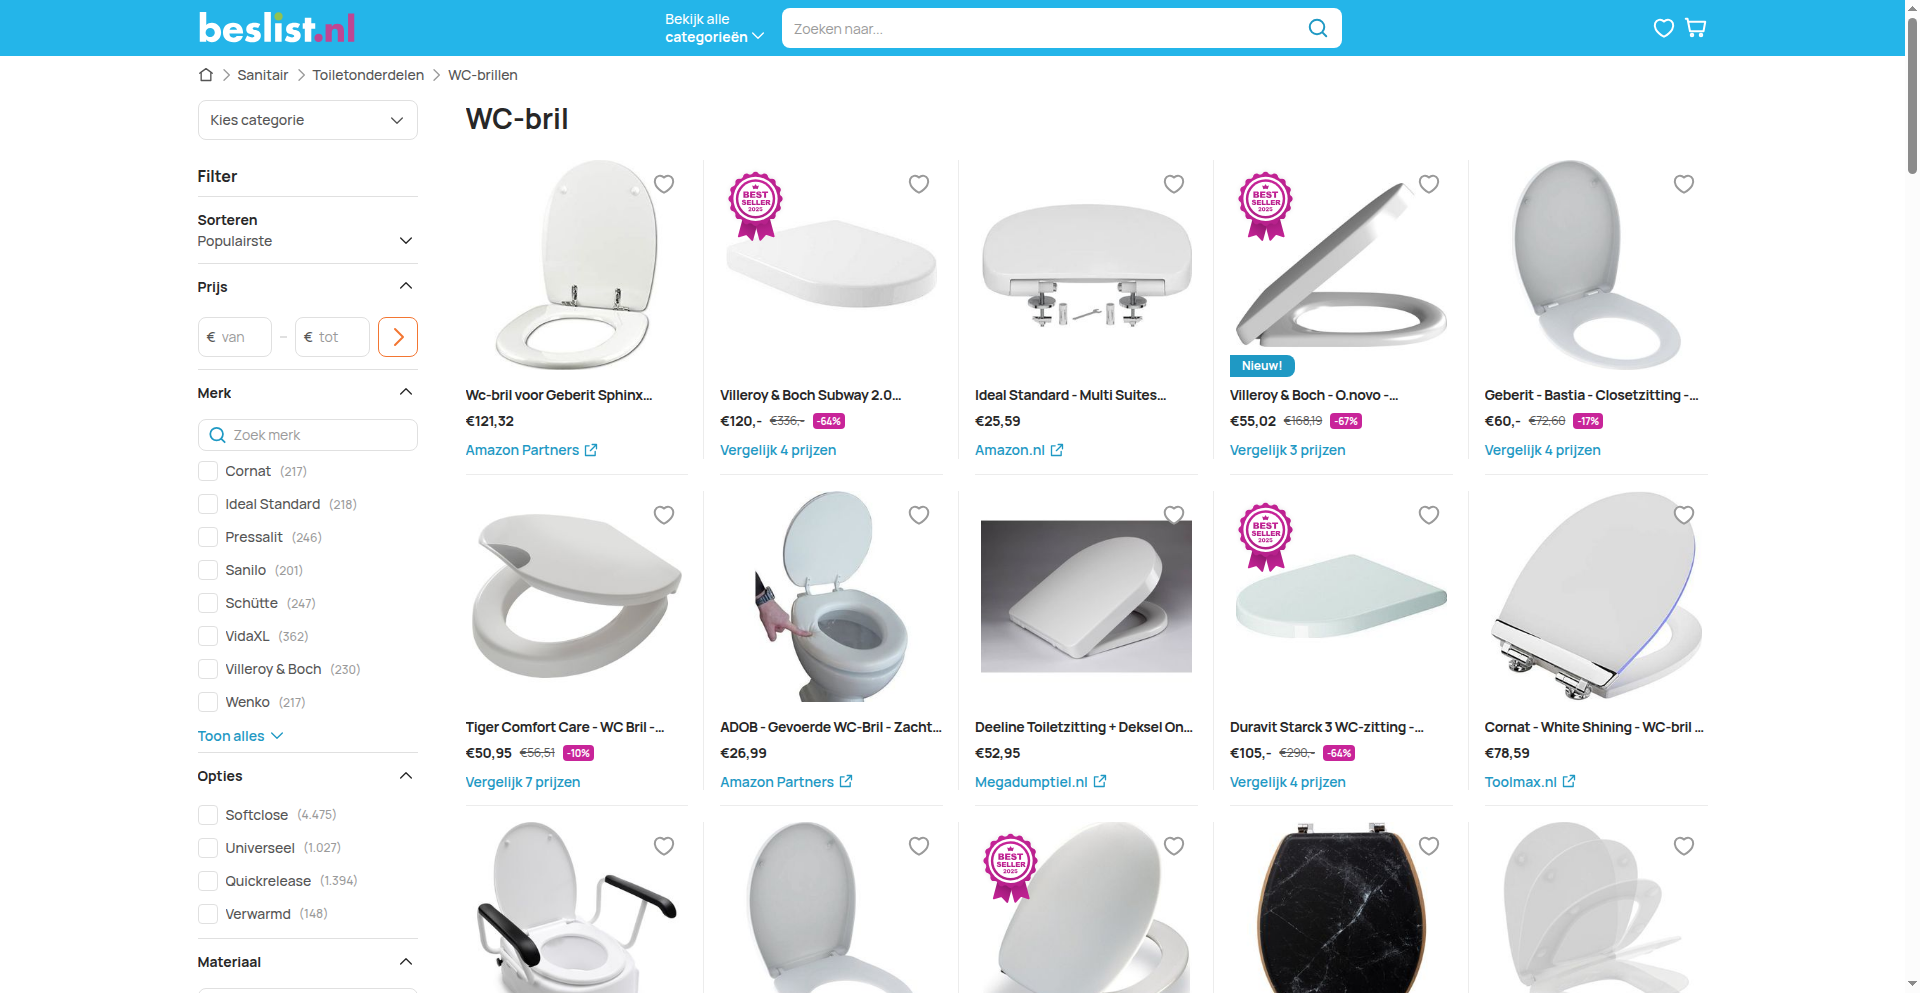 beslist.nl
Bekijk alle
categorieën
Zoeken naar...
Sanitair
Toiletonderdelen
WC-brillen
Kies categorie
WC-bril
Filter
Sorteren
Populairste
Prijs
€ van
–
€ tot
Merk
Zoek merk
Cornat (217)
Ideal Standard (218)
Pressalit (246)
Sanilo (201)
Schütte (247)
VidaXL (362)
Villeroy & Boch (230)
Wenko (217)
Toon alles
Opties
Softclose (4.475)
Universeel (1.027)
Quickrelease (1.394)
Verwarmd (148)
Materiaal
Wc-bril voor Geberit Sphinx...
€121,32
Amazon Partners
BEST
SELLER
2025
Villeroy & Boch Subway 2.0...
€120,- €336,- -64%
Vergelijk 4 prijzen
Ideal Standard - Multi Suites...
€25,59
Amazon.nl
BEST
SELLER
2025
Nieuw!
Villeroy & Boch - O.novo -...
€55,02 €168,19 -67%
Vergelijk 3 prijzen
Geberit - Bastia - Closetzitting -...
€60,- €72,60 -17%
Vergelijk 4 prijzen
Tiger Comfort Care - WC Bril -...
€50,95 €56,51 -10%
Vergelijk 7 prijzen
ADOB - Gevoerde WC-Bril - Zacht...
€26,99
Amazon Partners
Deeline Toiletzitting + Deksel On...
€52,95
Megadumptiel.nl
BEST
SELLER
2025
Duravit Starck 3 WC-zitting -...
€105,- €290,- -64%
Vergelijk 4 prijzen
Cornat - White Shining - WC-bril ...
€78,59
Toolmax.nl
BEST
SELLER
2025